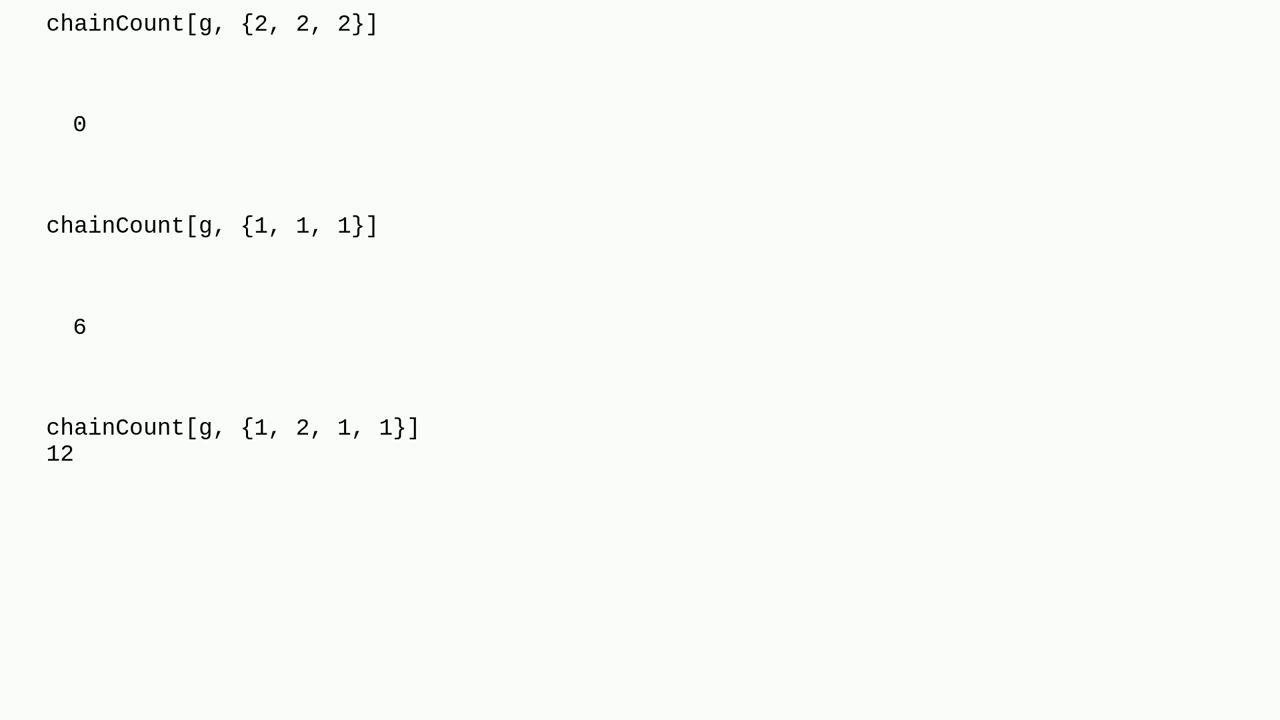 chainCount[g, {2, 2, 2}]
0
chainCount[g, {1, 1, 1}]
6
chainCount[g, {1, 2, 1, 1}]
12